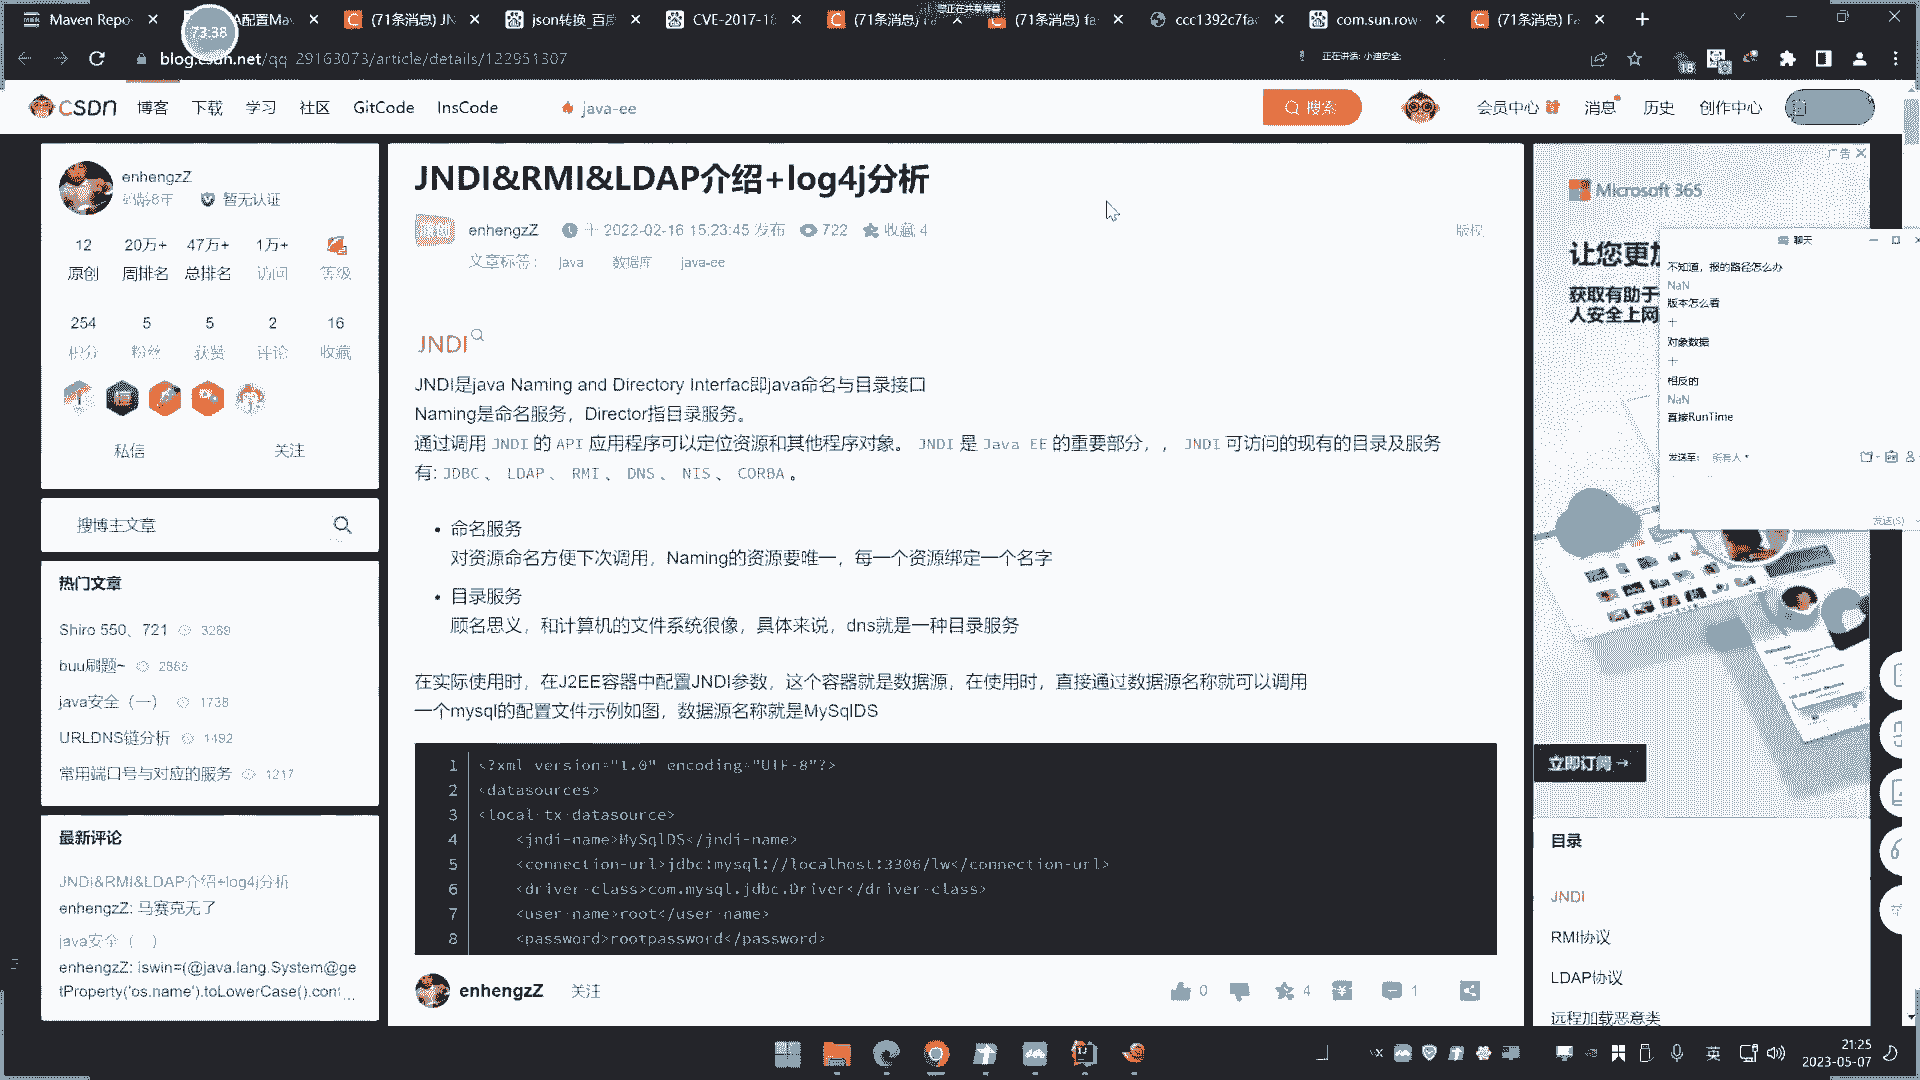 Maven Repo
A配置Mav
(71条消息) JN
json转换_百度
CVE-2017-18
(71条消息) Fa
(71条消息) fa
ccc1392c7fa
com.sun.row
(71条消息) Fa
73:38
您正在共享屏幕
blog.csdn.net/qq_29163073/article/details/122951307
正在讲话: 小迪安全;
18
CSDN 博客 下载 学习 社区 GitCode InsCode java-ee 搜索 会员中心 消息 历史 创作中心
enhengzZ
码龄8年 暂无认证
12 20万+ 47万+ 1万+
原创 周排名 总排名 访问 等级
254 5 5 2 16
积分 粉丝 获赞 评论 收藏
私信 关注
搜博主文章
热门文章
Shiro 550、721 3289
buu刷题~ 2865
java安全（一） 1738
URLDNS链分析 1492
常用端口号与对应的服务 1217
最新评论
JNDI&RMI&LDAP介绍+log4j分析
enhengzZ: 马赛克无了
java安全（一）
enhengzZ: iswin=(@java.lang.System@ge
tProperty('os.name').toLowerCase().cont...
JNDI&RMI&LDAP介绍+log4j分析
原创 enhengzZ 于 2022-02-16 15:23:45 发布 722 收藏 4 版权
文章标签： java 数据库 java-ee
JNDI
JNDI是java Naming and Directory Interfac即java命名与目录接口
Naming是命名服务，Director指目录服务。
通过调用 JNDI 的 API 应用程序可以定位资源和其他程序对象。 JNDI 是 Java EE 的重要部分，， JNDI 可访问的现有的目录及服务
有: JDBC 、 LDAP 、 RMI 、 DNS 、 NIS 、 CORBA 。
命名服务
对资源命名方便下次调用，Naming的资源要唯一，每一个资源绑定一个名字
目录服务
顾名思义，和计算机的文件系统很像，具体来说，dns就是一种目录服务
在实际使用时，在J2EE容器中配置JNDI参数，这个容器就是数据源，在使用时，直接通过数据源名称就可以调用
一个mysql的配置文件示例如图，数据源名称就是MySqlDS
1 <?xml version="1.0" encoding="UTF-8"?>
2 <datasources>
3 <local-tx-datasource>
4 <jndi-name>MySqlDS</jndi-name>
5 <connection-url>jdbc:mysql://localhost:3306/lw</connection-url>
6 <driver-class>com.mysql.jdbc.Driver</driver-class>
7 <user-name>root</user-name>
8 <password>rootpassword</password>
enhengzZ 关注 0 4 1
广告
Microsoft 365
让您更加
获取有助于
人安全上网
立即订阅 →
聊天
不知道，报的路径怎么办
NaN
版本怎么看
十
对象数据
十
相反的
NaN
直接RunTime
发送至: 所有人
发送(S)
目录
JNDI
RMI协议
LDAP协议
远程加载恶意类
英
21:25
2023-05-07